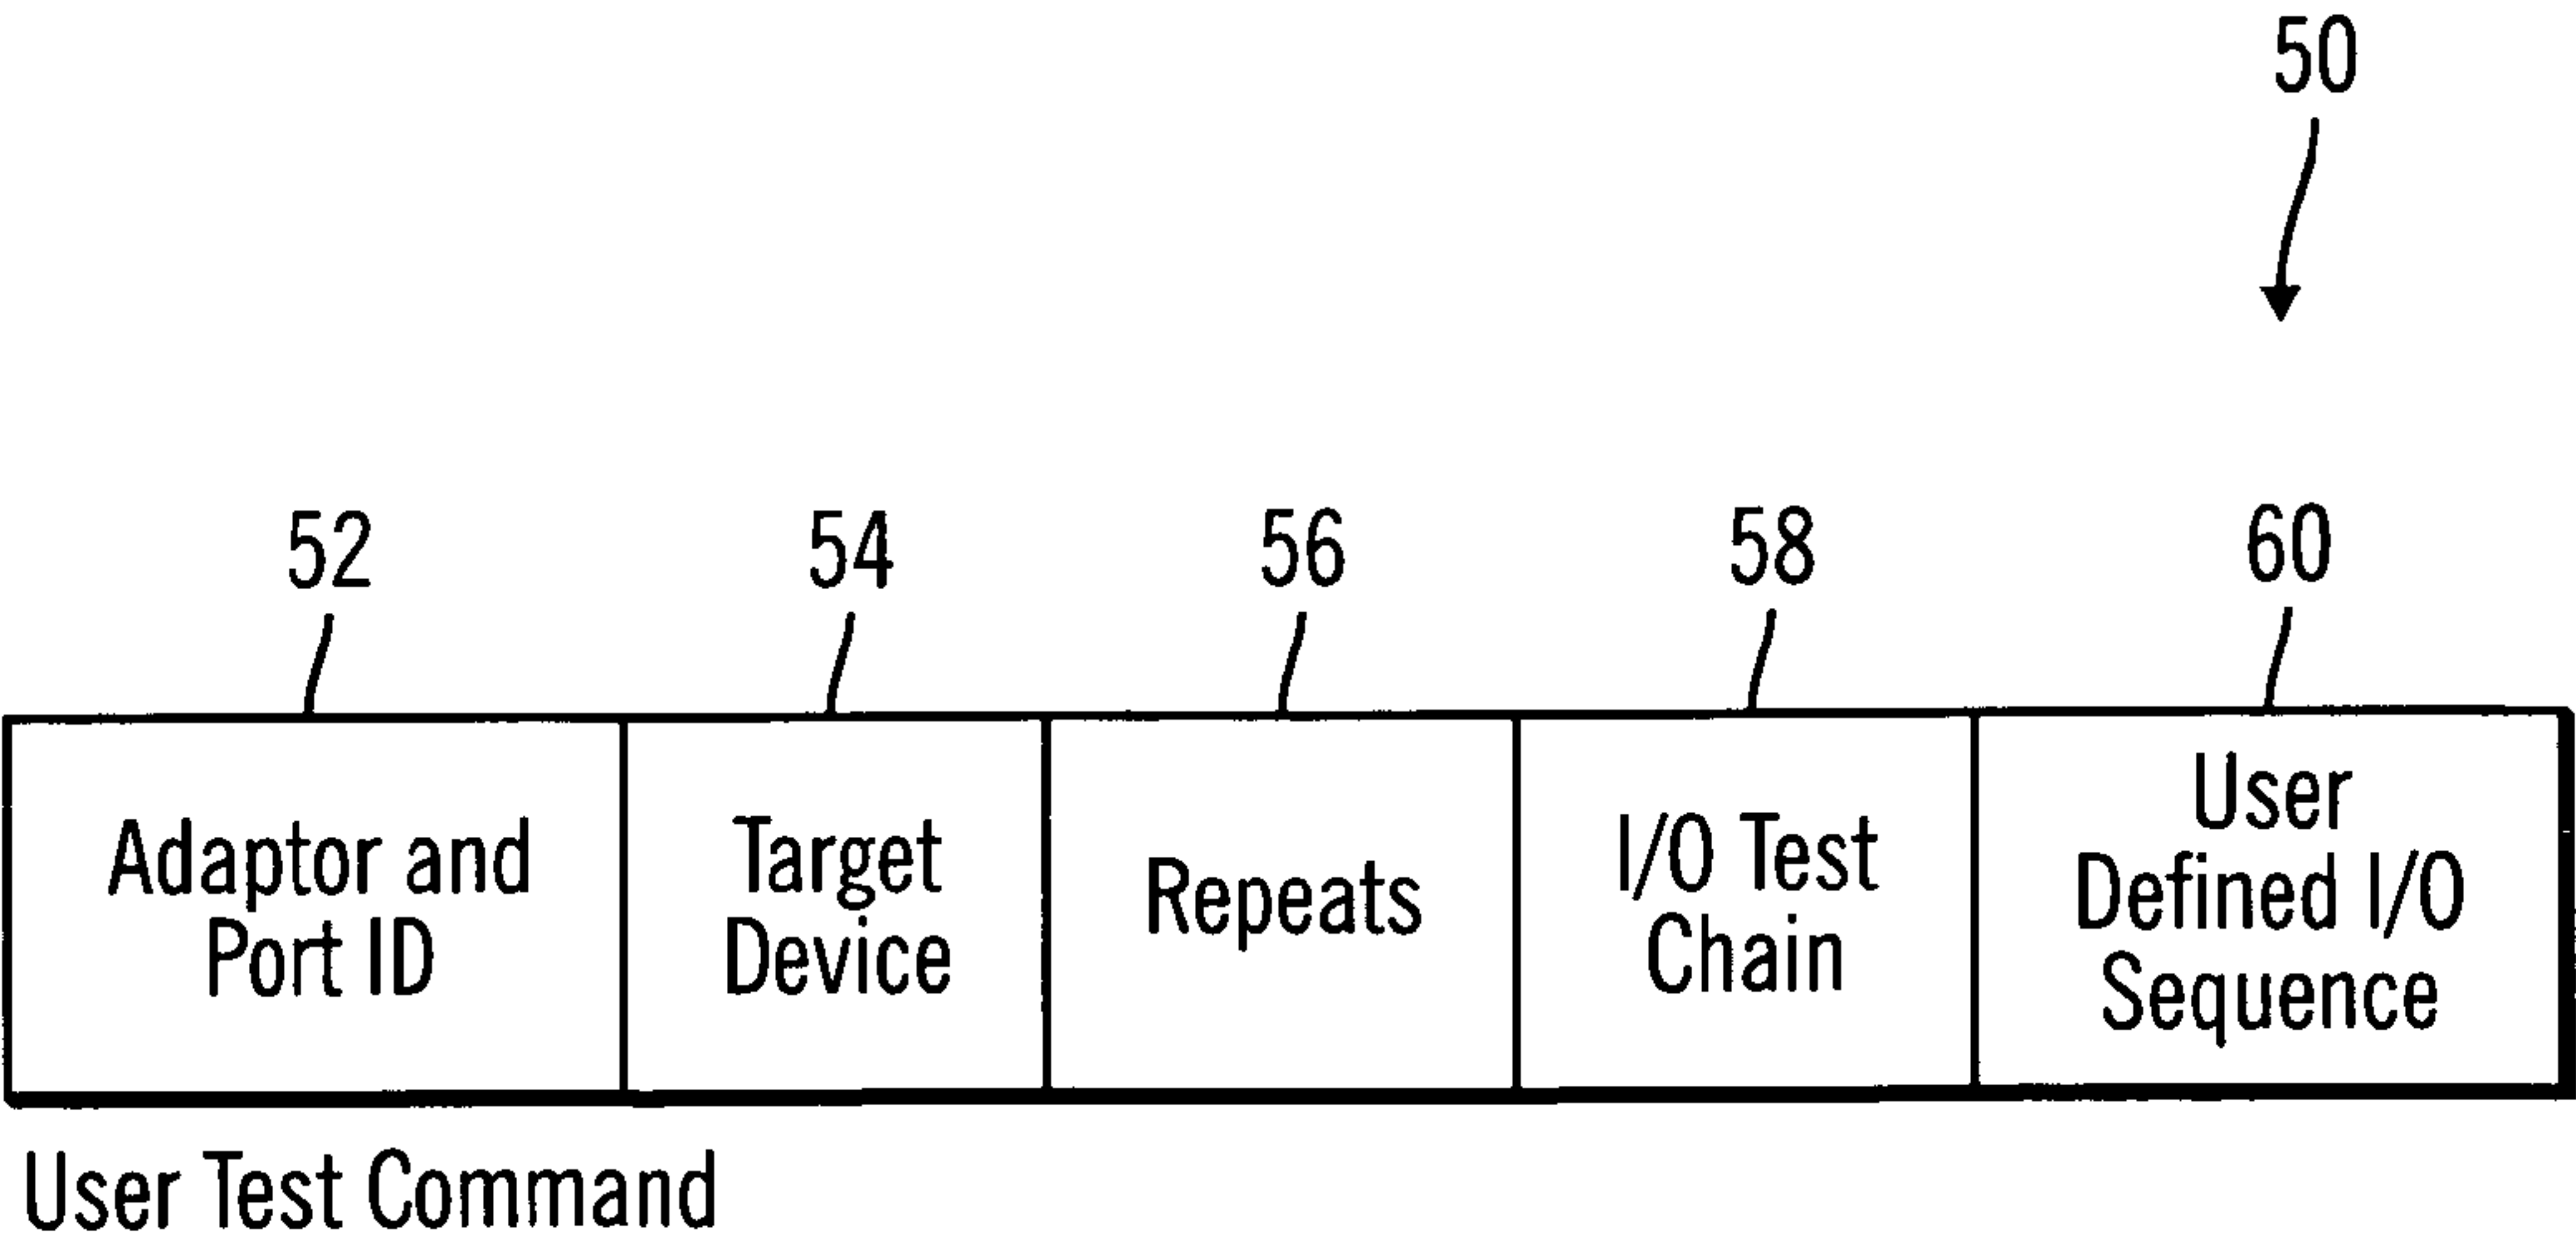 50
52
54
56
58
60
Adaptor and
Port ID
Target
Device
Repeats
I/O Test
Chain
User
Defined I/O
Sequence
User Test Command